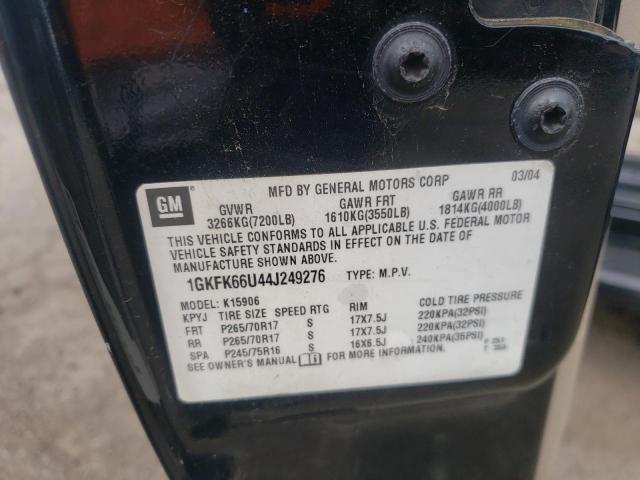 MFD BY GENERAL MOTORS CORP 03/04
GM
GVWR GAWR FRT GAWR RR
3266KG(7200LB) 1610KG(3550LB) 1814KG(4000LB)
THIS VEHICLE CONFORMS TO ALL APPLICABLE U.S. FEDERAL MOTOR
VEHICLE SAFETY STANDARDS IN EFFECT ON THE DATE OF
MANUFACTURE SHOWN ABOVE.
1GKFK66U44J249276 TYPE: M.P.V.
MODEL: K15906
KPYJ TIRE SIZE SPEED RTG RIM COLD TIRE PRESSURE
FRT P265/70R17 S 17X7.5J 220KPA(32PSI)
RR P265/70R17 S 17X7.5J 220KPA(32PSI)
SPA P245/75R16 S 16X6.5J 240KPA(35PSI)
SEE OWNER'S MANUAL FOR MORE INFORMATION.